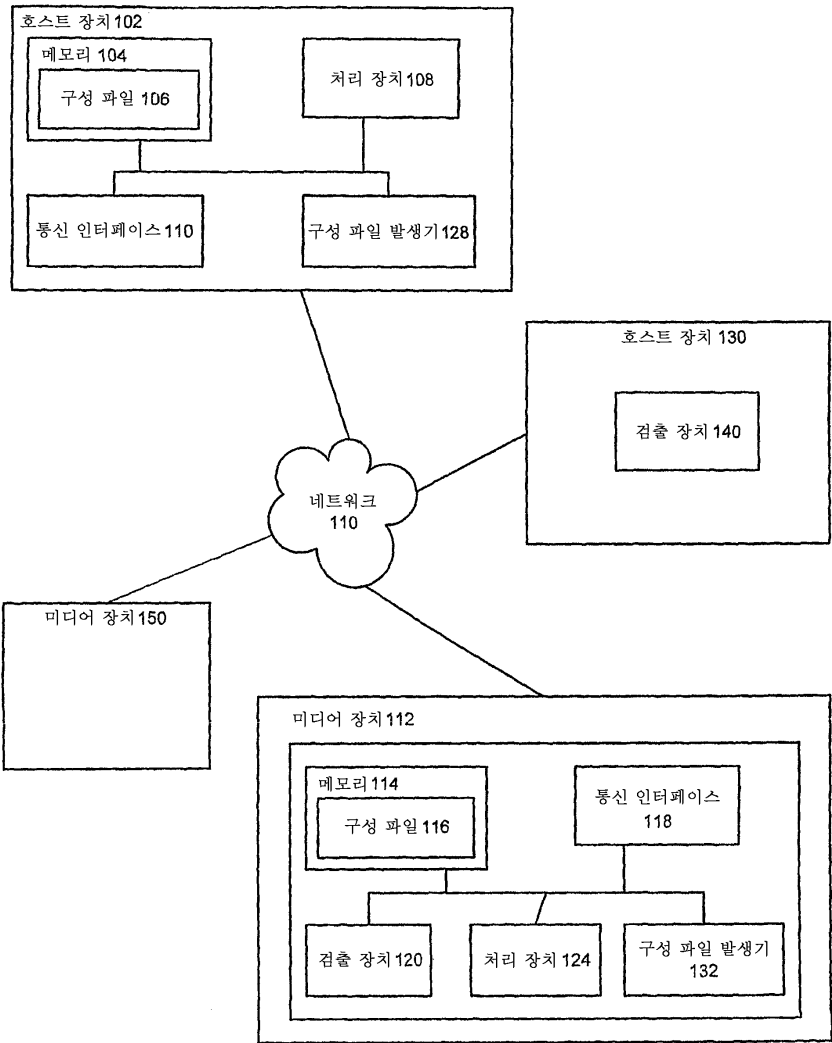 호스트 장치 102
메모리 104
구성 파일 106
처리 장치 108
통신 인터페이스 110
구성 파일 발생기 128
호스트 장치 130
검출 장치 140
네트워크
110
미디어 장치 150
미디어 장치 112
메모리 114
구성 파일 116
통신 인터페이스
118
검출 장치 120
처리 장치 124
구성 파일 발생기
132